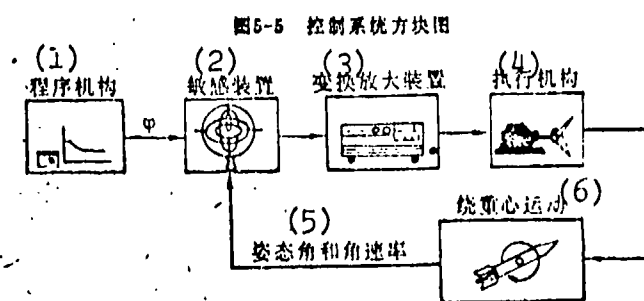 图5-5 控制系统方块图
(1) (2) (3) (4)
程序机构 敏感装置 变换放大装置 执行机构
φ
(5) (6)
绕重心运动
姿态角和角速率